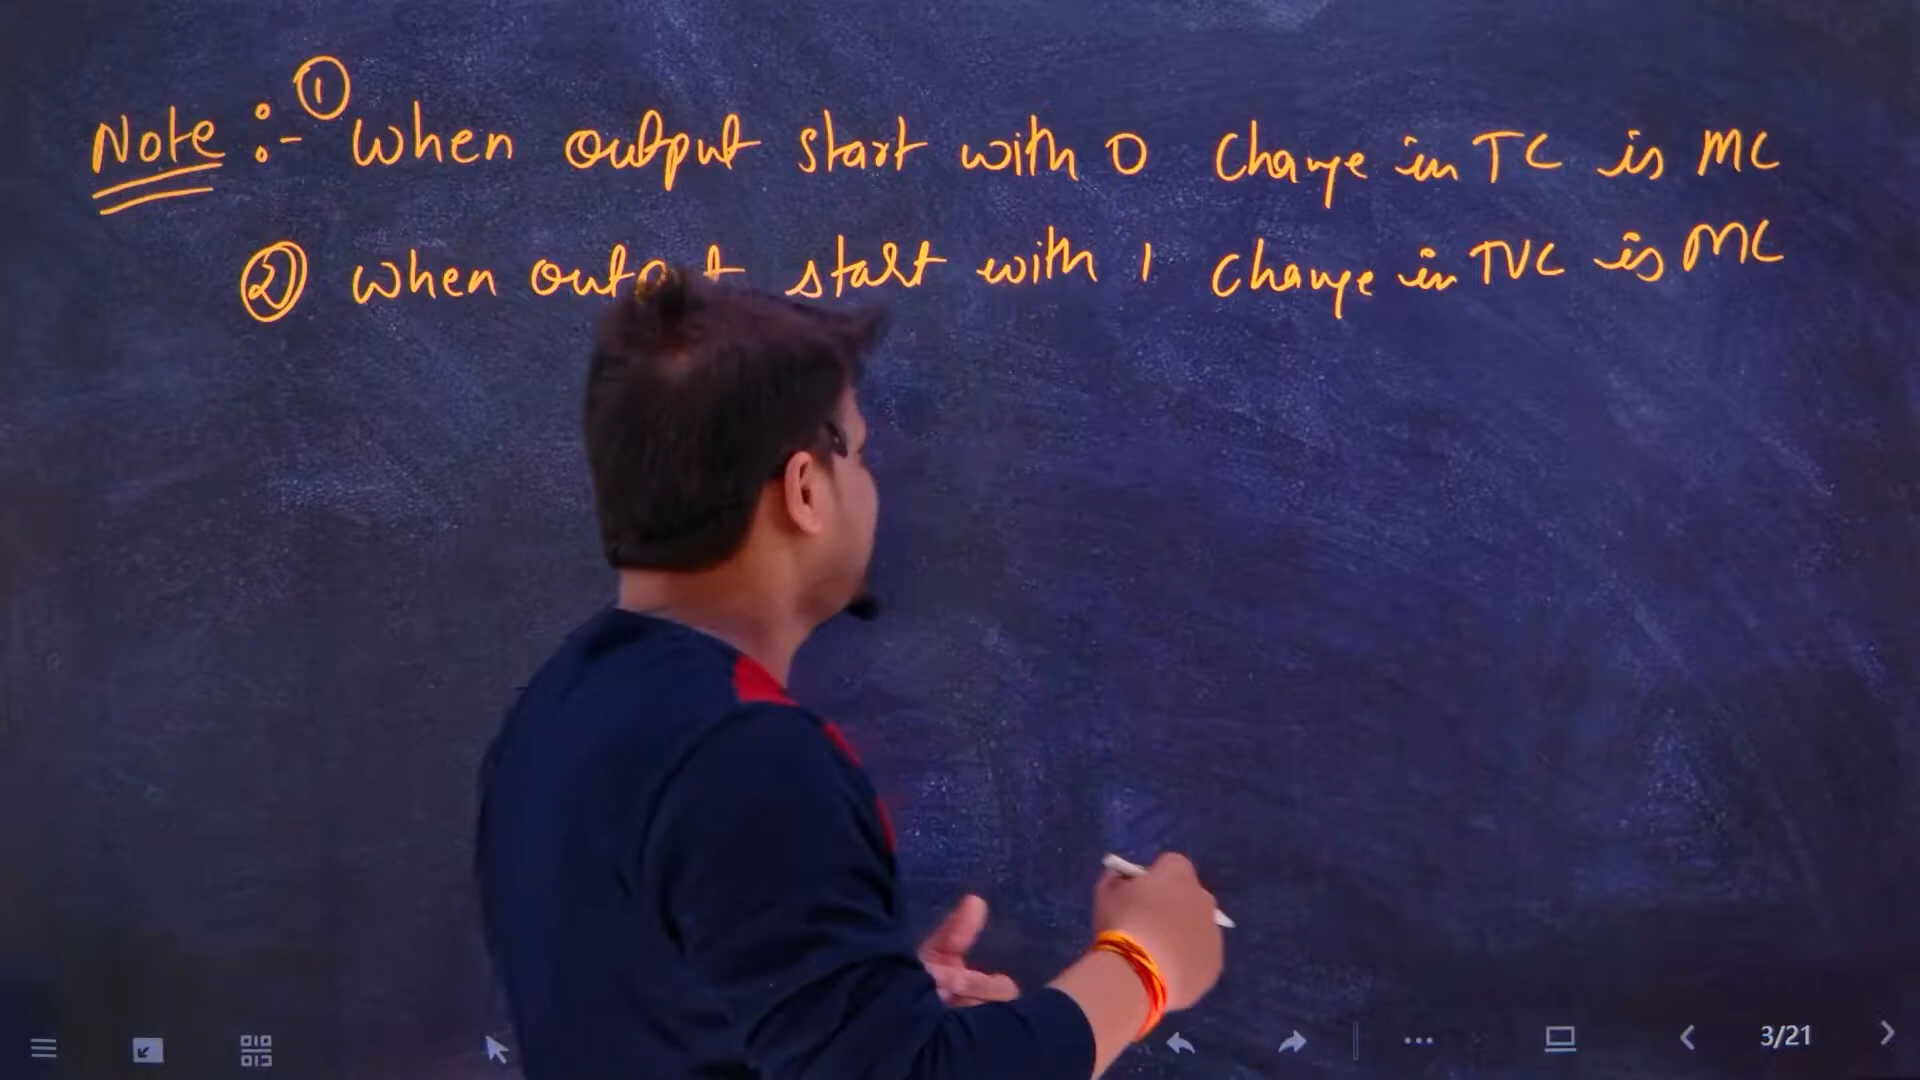 Note :- ① When output start with 0 Change in TC is MC
② when output start with 1 Change in TVC is MC
3/21